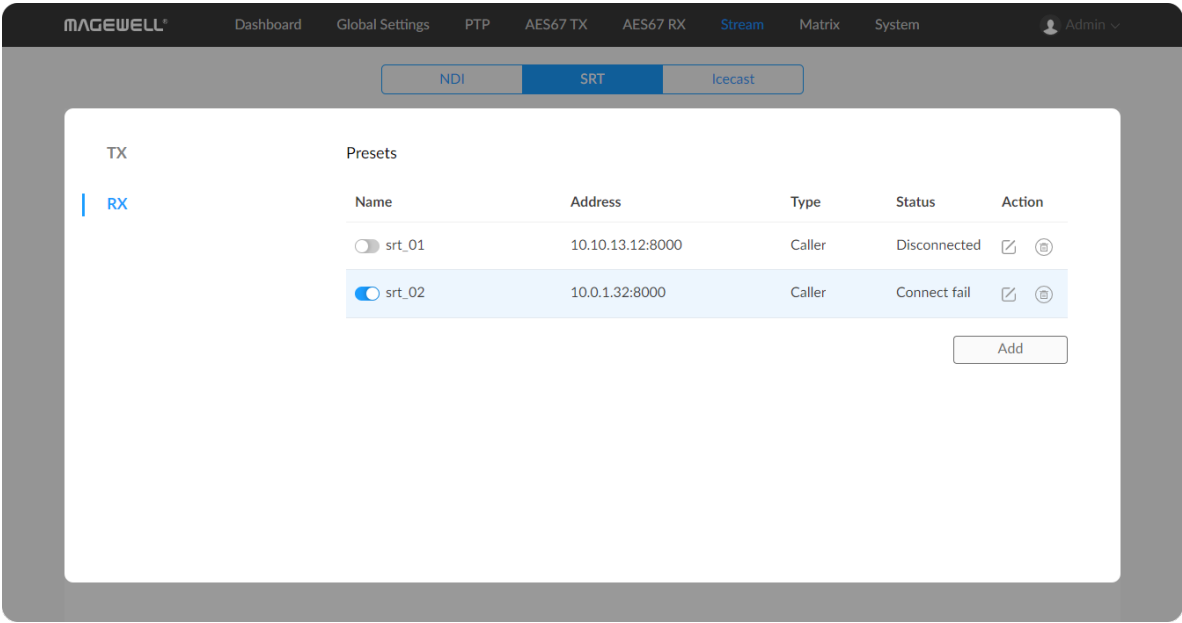 MAGEWELL® Dashboard Global Settings PTP AES67 TX AES67 RX Stream Matrix System Admin
NDI SRT Icecast
TX
RX
Presets
Name Address Type Status Action
srt_01 10.10.13.12:8000 Caller Disconnected
srt_02 10.0.1.32:8000 Caller Connect fail
Add